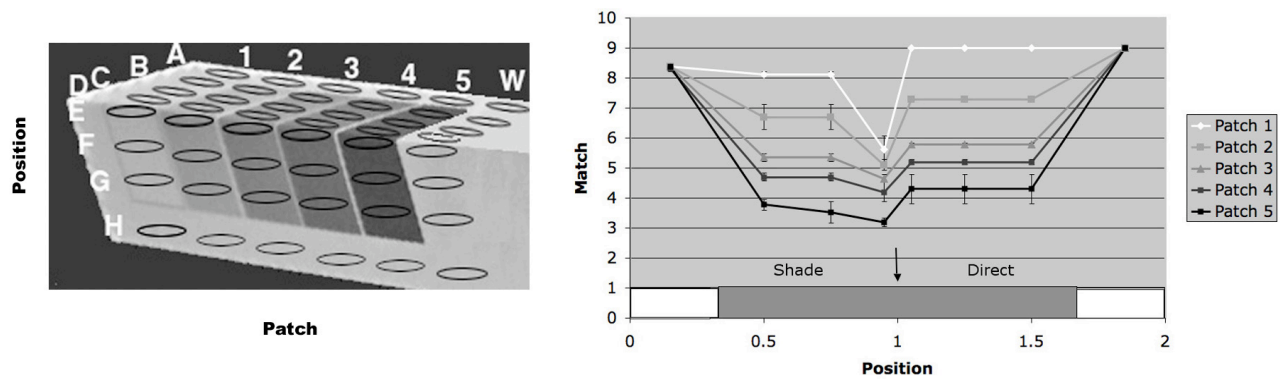 A 1 2 3 4 5 W
B
C
D
E
F
G
H
Position
Patch
10
9
8
7
6
5
4
3
2
1
0
Match
Shade Direct
0 0.5 1 1.5 2
Position
Patch 1
Patch 2
Patch 3
Patch 4
Patch 5